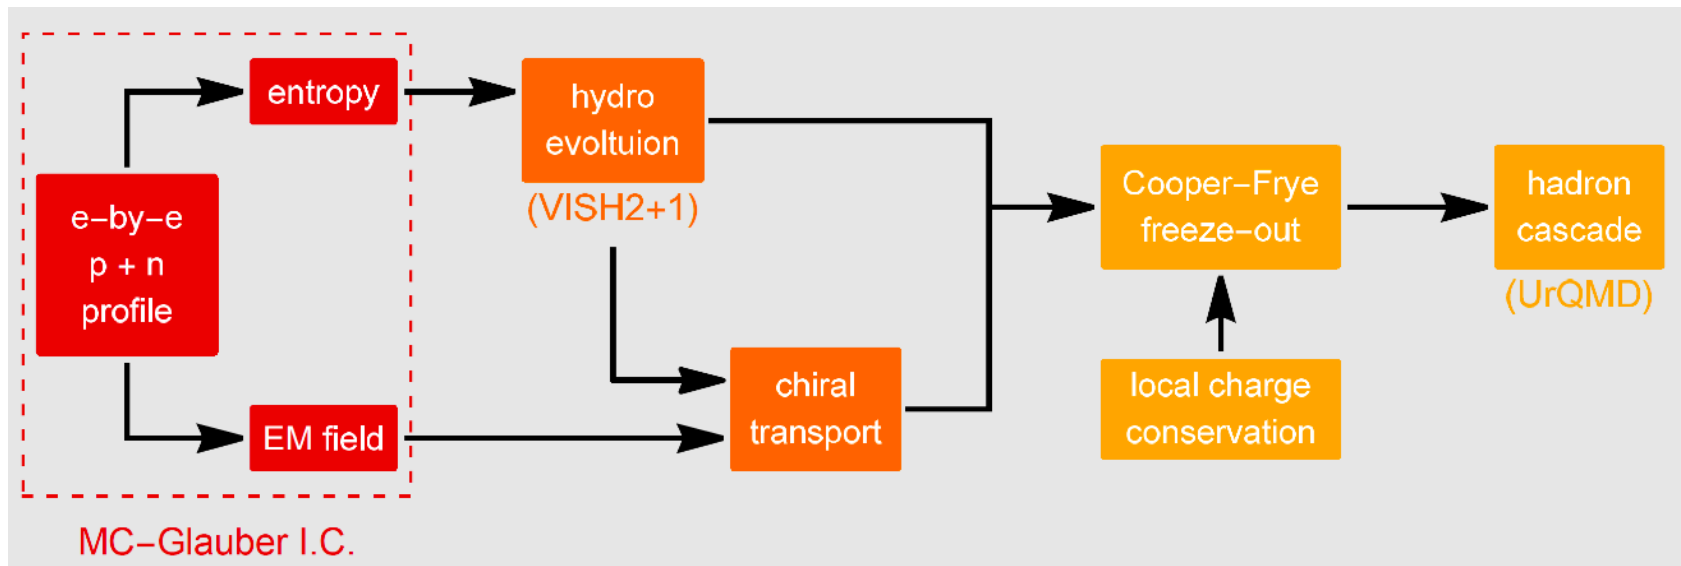 entropy
hydro
evoltuion
(VISH2+1)
e−by−e
p + n
profile
EM field
MC−Glauber I.C.
chiral
transport
Cooper−Frye
freeze−out
local charge
conservation
hadron
cascade
(UrQMD)